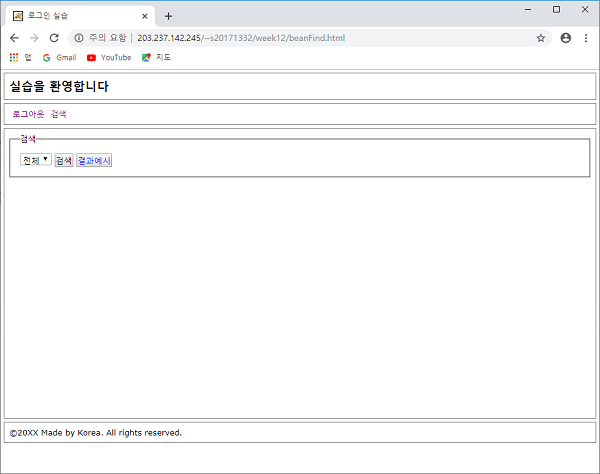 로그인 실습
주의 요함 203.237.142.245/~s20171332/week12/beanFind.html
앱 Gmail YouTube 지도
실습을 환영합니다
로그아웃 검색
검색
전체 검색 결과예시
©20XX Made by Korea. All rights reserved.